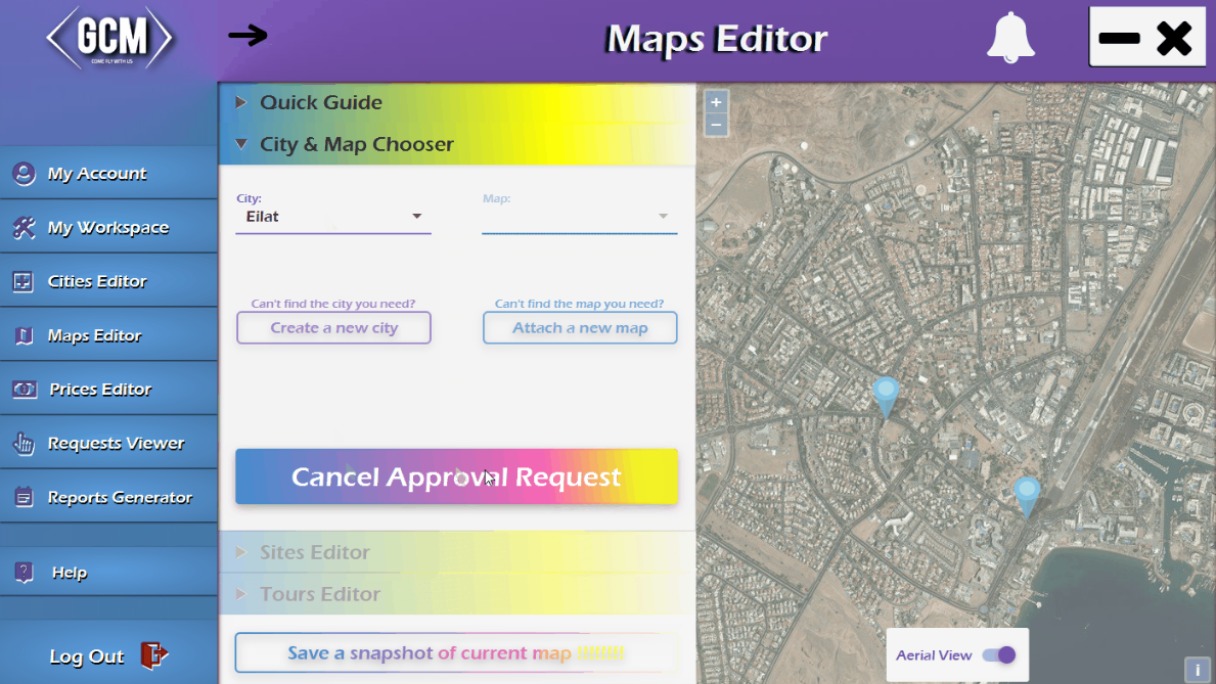 GCM
COME FLY WITH US
Maps Editor
My Account
My Workspace
Cities Editor
Maps Editor
Prices Editor
Requests Viewer
Reports Generator
Help
Log Out
Quick Guide
City & Map Chooser
City:
Eilat
Map:
Can't find the city you need?
Create a new city
Can't find the map you need?
Attach a new map
Cancel Approval Request
Sites Editor
Tours Editor
Save a snapshot of current map
+
−
Aerial View
i